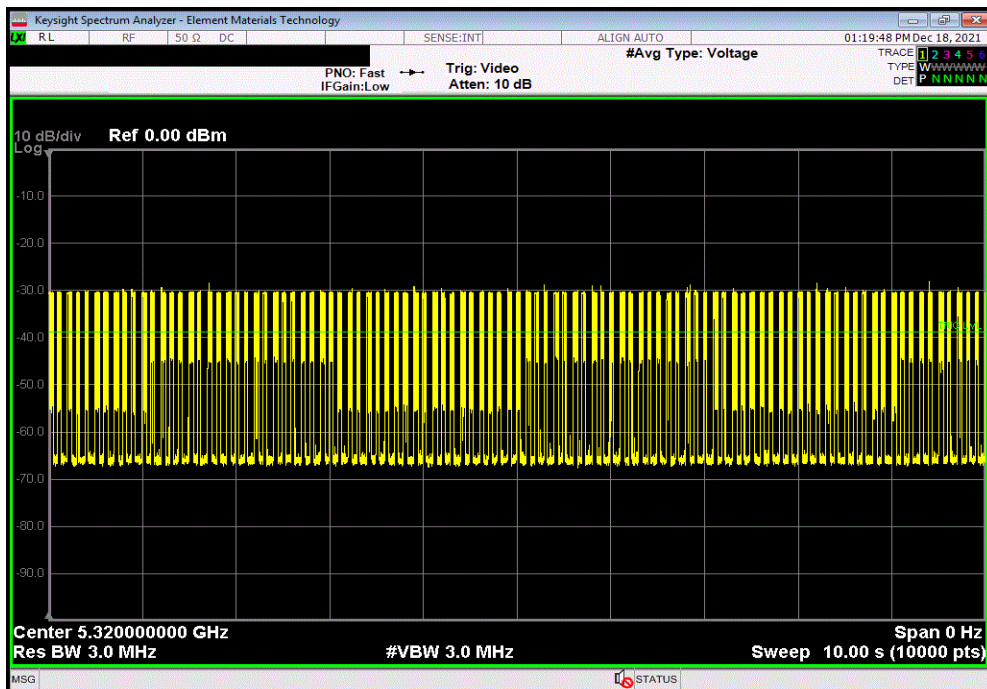 Keysight Spectrum Analyzer - Element Materials Technology
LXI RL RF 50 Ω DC SENSE:INT ALIGN AUTO 01:19:48 PM Dec 18, 2021
#Avg Type: Voltage TRACE 1 2 3 4 5 6
PNO: Fast Trig: Video TYPE WWWWWW
IFGain:Low Atten: 10 dB DET P N N N N N
10 dB/div Ref 0.00 dBm
Log
-10.0
-20.0
-30.0
TRIG LVL
-40.0
-50.0
-60.0
-70.0
-80.0
-90.0
Center 5.320000000 GHz Span 0 Hz
Res BW 3.0 MHz #VBW 3.0 MHz Sweep 10.00 s (10000 pts)
MSG STATUS